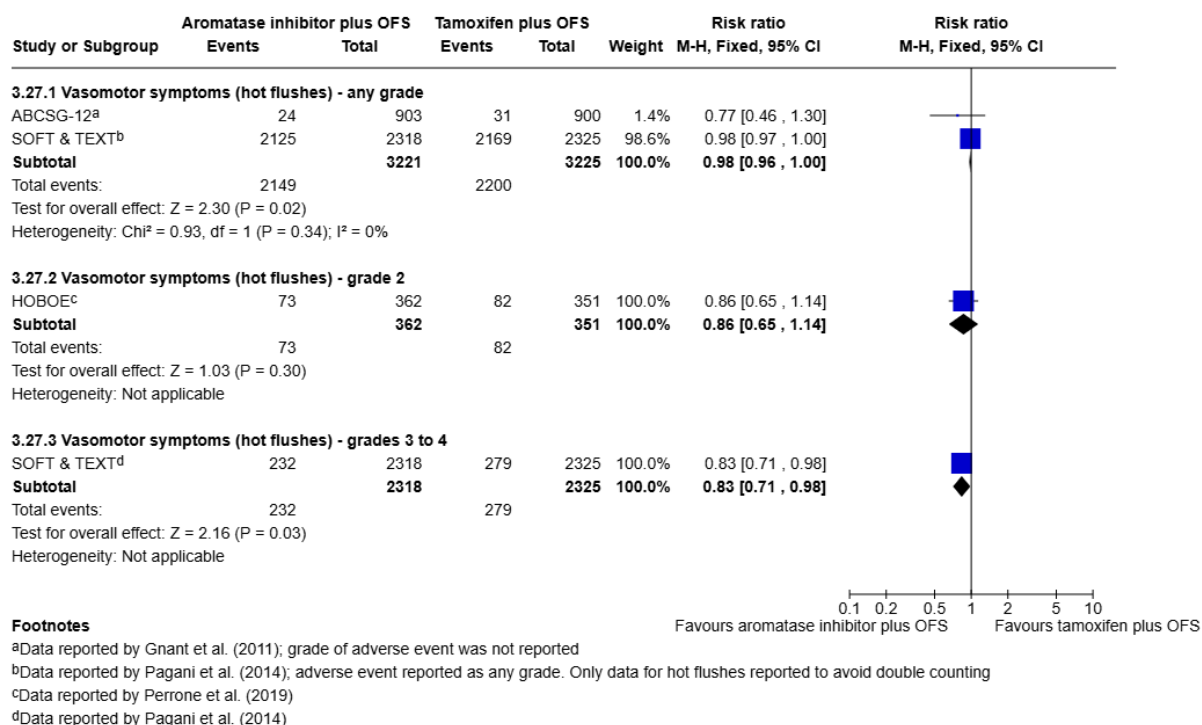 Aromatase inhibitor plus OFS Tamoxifen plus OFS Risk ratio Risk ratio
Study or Subgroup Events Total Events Total Weight M-H, Fixed, 95% CI M-H, Fixed, 95% CI
3.27.1 Vasomotor symptoms (hot flushes) - any grade
ABCSG-12a 24 903 31 900 1.4% 0.77 [0.46 , 1.30]
SOFT & TEXTb 2125 2318 2169 2325 98.6% 0.98 [0.97 , 1.00]
Subtotal 3221 3225 100.0% 0.98 [0.96 , 1.00]
Total events: 2149 2200
Test for overall effect: Z = 2.30 (P = 0.02)
Heterogeneity: Chi² = 0.93, df = 1 (P = 0.34); I² = 0%
3.27.2 Vasomotor symptoms (hot flushes) - grade 2
HOBOEc 73 362 82 351 100.0% 0.86 [0.65 , 1.14]
Subtotal 362 351 100.0% 0.86 [0.65 , 1.14]
Total events: 73 82
Test for overall effect: Z = 1.03 (P = 0.30)
Heterogeneity: Not applicable
3.27.3 Vasomotor symptoms (hot flushes) - grades 3 to 4
SOFT & TEXTd 232 2318 279 2325 100.0% 0.83 [0.71 , 0.98]
Subtotal 2318 2325 100.0% 0.83 [0.71 , 0.98]
Total events: 232 279
Test for overall effect: Z = 2.16 (P = 0.03)
Heterogeneity: Not applicable
0.1 0.2 0.5 1 2 5 10
Favours aromatase inhibitor plus OFS Favours tamoxifen plus OFS
Footnotes
aData reported by Gnant et al. (2011); grade of adverse event was not reported
bData reported by Pagani et al. (2014); adverse event reported as any grade. Only data for hot flushes reported to avoid double counting
cData reported by Perrone et al. (2019)
dData reported by Pagani et al. (2014)